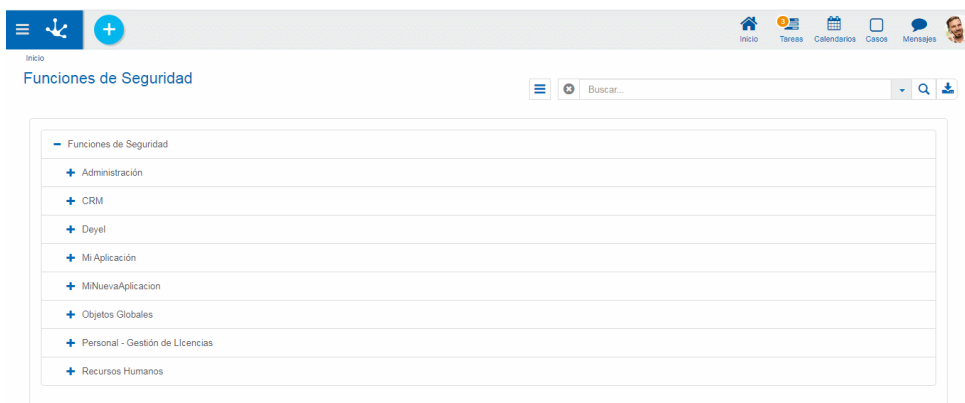 3
Inicio Tareas Calendarios Casos Mensajes
Inicio
Funciones de Seguridad
Buscar...
Funciones de Seguridad
Administración
CRM
Deyel
Mi Aplicación
MiNuevaAplicacion
Objetos Globales
Personal - Gestión de LIcencias
Recursos Humanos